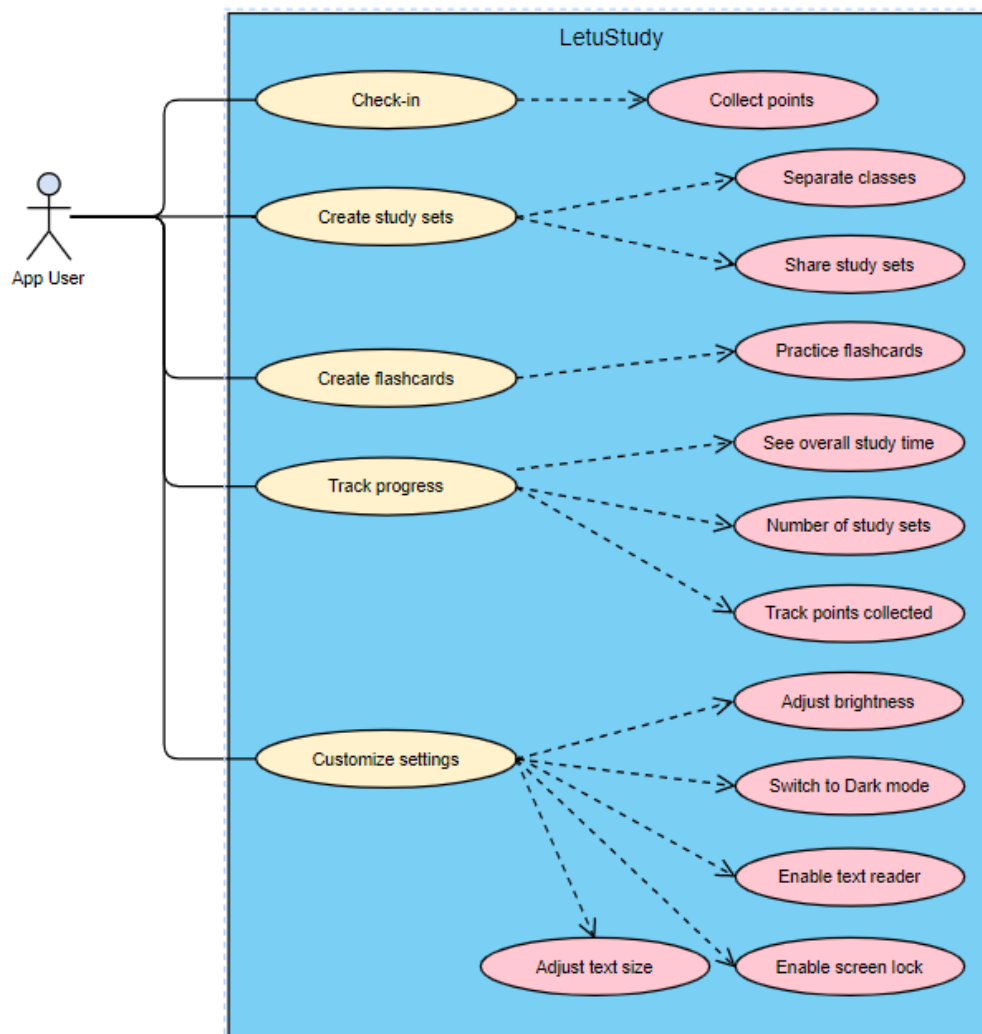 LetuStudy
Check-in
Collect points
Separate classes
App User
Create study sets
Share study sets
Practice flashcards
Create flashcards
See overall study time
Track progress
Number of study sets
Track points collected
Adjust brightness
Customize settings
Switch to Dark mode
Enable text reader
Adjust text size
Enable screen lock